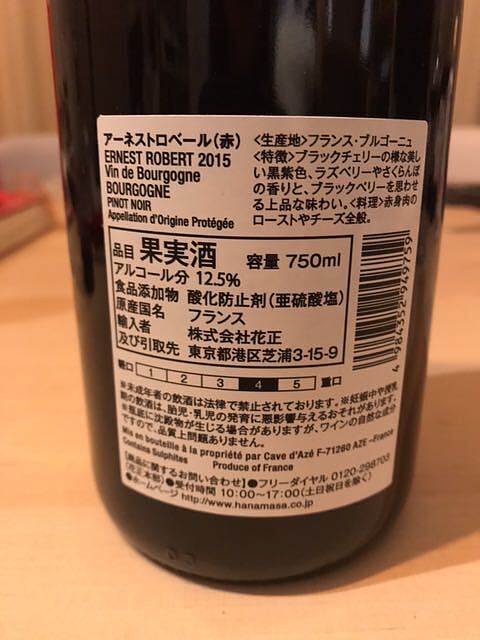 アーネストロベール(赤)
ERNEST ROBERT 2015
Vin de Bourgogne
BOURGOGNE
PINOT NOIR
Appellation d'Origine Protégée
<生産地>フランス・ブルゴーニュ
<特徴>ブラックチェリーの様な美し
い黒紫色、ラズベリーやさくらんぼ
の香りと、ブラックベリーを思わせ
る上品な味わい。<料理>赤身肉の
ローストやチーズ全般。
品目 果実酒 容量 750ml
アルコール分 12.5%
食品添加物 酸化防止剤(亜硫酸塩)
原産国名 フランス
輸入者 株式会社花正
及び引取先 東京都港区芝浦3-15-9
4 984352 949759
軽口 1 2 3 4 5 重口
※未成年者の飲酒は法律で禁止されております。※妊娠中や授乳
期の飲酒は、胎児・乳児の発育に悪影響を与えるおそれがあります。
※瓶底に沈殿物が生じる場合がありますが、ワインの自然な成分
ですので、品質上問題ありません。
Mis en bouteille à la propriété par Cave d'Azé F-71260 AZE -France
Contains Sulphites Produce of France
【商品に関するお問い合わせ】●フリーダイヤル 0120-298703
(花正本部)●受付時間 10:00〜17:00(土日祝日を除く)
●ホームページ http://www.hanamasa.co.jp